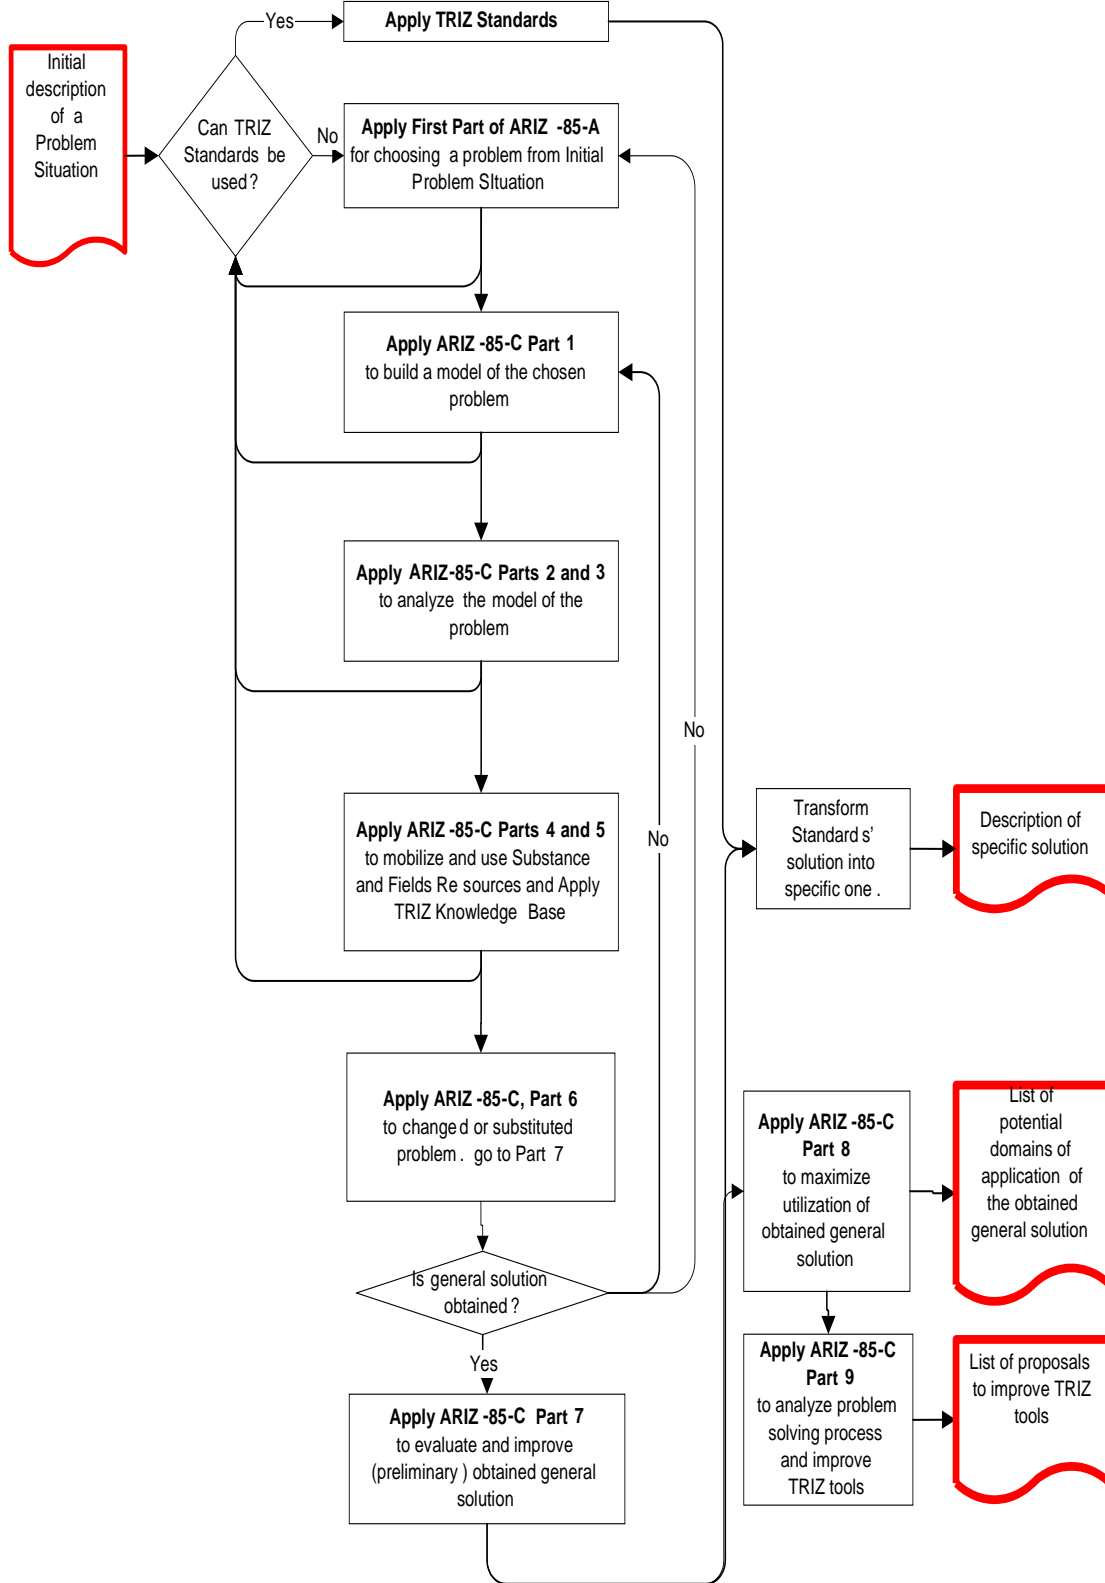 Yes
Apply TRIZ Standards
Initial
description
of a
Problem
Situation
Can TRIZ
Standards be
used?
No
Apply First Part of ARIZ -85-A
for choosing a problem from Initial
Problem SItuation
Apply ARIZ -85-C Part 1
to build a model of the chosen
problem
Apply ARIZ-85-C Parts 2 and 3
to analyze the model of the
problem
No
No
Apply ARIZ -85-C Parts 4 and 5
to mobilize and use Substance
and Fields Re sources and Apply
TRIZ Knowledge Base
Transform
Standard s'
solution into
specific one .
Description of
specific solution
Apply ARIZ -85-C, Part 6
to changed or substituted
problem . go to Part 7
Is general solution
obtained ?
Yes
Apply ARIZ -85-C Part 7
to evaluate and improve
(preliminary ) obtained general
solution
Apply ARIZ -85-C
Part 8
to maximize
utilization of
obtained general
solution
List of
potential
domains of
application of
the obtained
general solution
Apply ARIZ -85-C
Part 9
to analyze problem
solving process
and improve
TRIZ tools
List of proposals
to improve TRIZ
tools